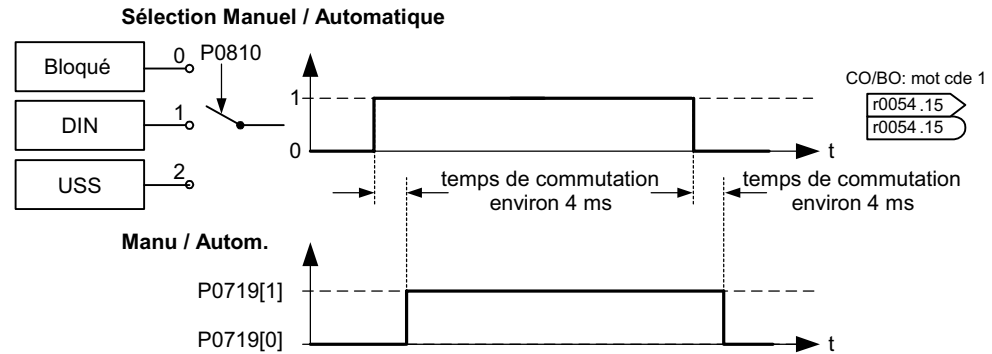 Sélection Manuel / Automatique
Bloqué
0
P0810
DIN
1
USS
2
1
0
t
CO/BO: mot cde 1
r0054 .15
r0054 .15
temps de commutation
environ 4 ms
temps de commutation
environ 4 ms
Manu / Autom.
P0719[1]
P0719[0]
t